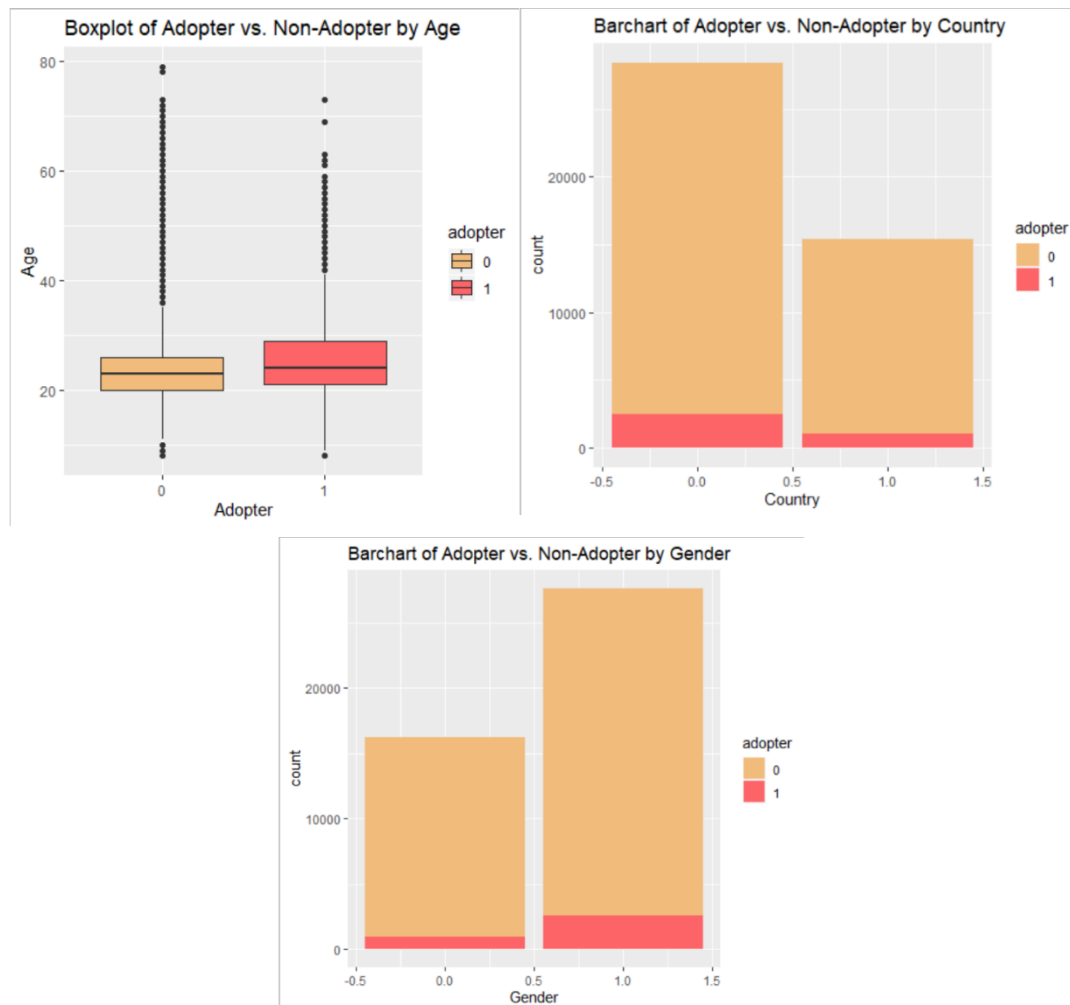 Boxplot of Adopter vs. Non-Adopter by Age
80
60
40
20
Age
0
1
Adopter
adopter
0
1
Barchart of Adopter vs. Non-Adopter by Country
20000
10000
0
count
-0.5
0.0
0.5
1.0
1.5
Country
adopter
0
1
Barchart of Adopter vs. Non-Adopter by Gender
20000
10000
0
count
-0.5
0.0
0.5
1.0
1.5
Gender
adopter
0
1